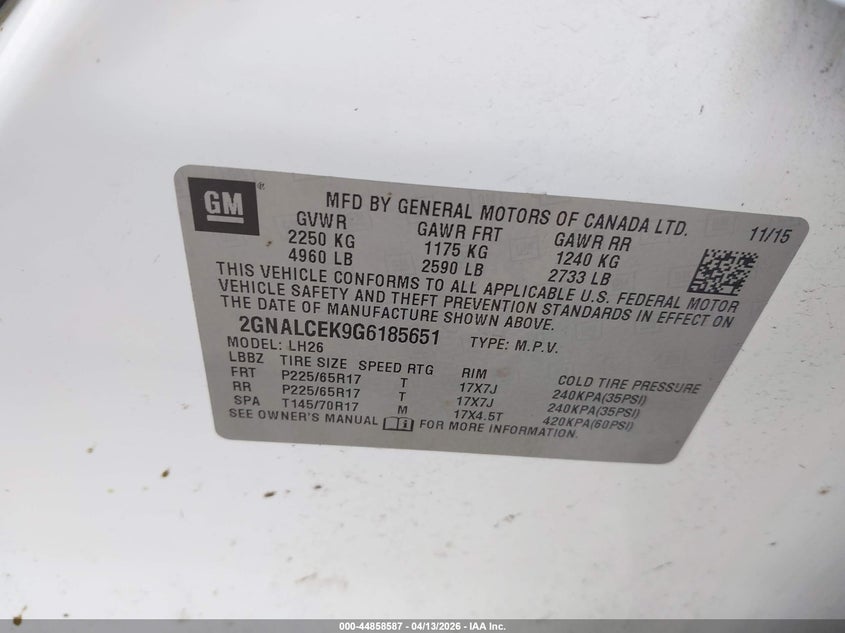 GM ®
MFD BY GENERAL MOTORS OF CANADA LTD.
11/15
GVWR GAWR FRT GAWR RR
2250 KG 1175 KG 1240 KG
4960 LB 2590 LB 2733 LB
THIS VEHICLE CONFORMS TO ALL APPLICABLE U.S. FEDERAL MOTOR
VEHICLE SAFETY AND THEFT PREVENTION STANDARDS IN EFFECT ON
THE DATE OF MANUFACTURE SHOWN ABOVE.
2GNALCEK9G6185651 TYPE: M.P.V.
MODEL: LH26
LBBZ TIRE SIZE SPEED RTG RIM COLD TIRE PRESSURE
FRT P225/65R17 T 17X7J 240KPA(35PSI)
RR P225/65R17 T 17X7J 240KPA(35PSI)
SPA T145/70R17 M 17X4.5T 420KPA(60PSI)
SEE OWNER'S MANUAL FOR MORE INFORMATION.
000-44858587 - 04/13/2026 - IAA Inc.